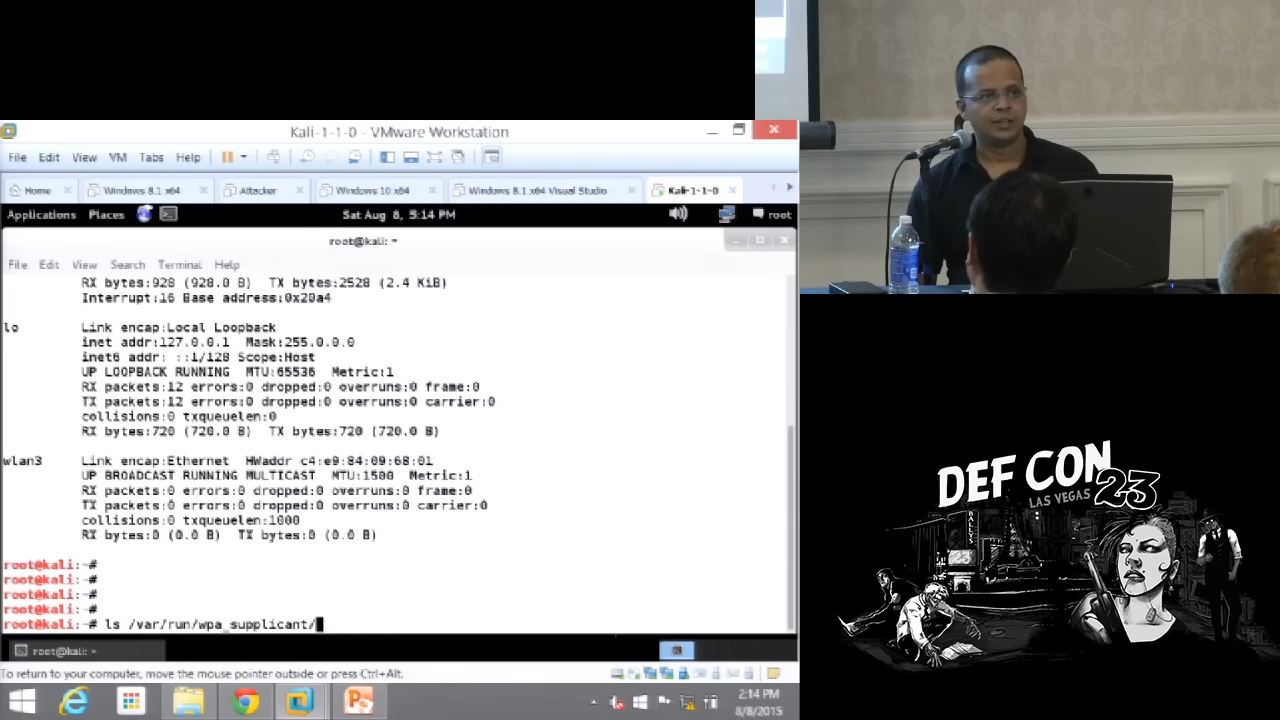 Kali-1-1-0 - VMware Workstation
File Edit View VM Tabs Help
Home Windows 8.1 x64 Attacker Windows 10 x64 Windows 8.1 x64 Visual Studio Kali-1-1-0
Applications Places Sat Aug 8, 5:14 PM root
root@kali: ~
File Edit View Search Terminal Help
RX bytes:928 (928.0 B) TX bytes:2528 (2.4 KiB)
Interrupt:16 Base address:0x20a4
lo Link encap:Local Loopback
inet addr:127.0.0.1 Mask:255.0.0.0
inet6 addr: ::1/128 Scope:Host
UP LOOPBACK RUNNING MTU:65536 Metric:1
RX packets:12 errors:0 dropped:0 overruns:0 frame:0
TX packets:12 errors:0 dropped:0 overruns:0 carrier:0
collisions:0 txqueuelen:0
RX bytes:720 (720.0 B) TX bytes:720 (720.0 B)
wlan3 Link encap:Ethernet HWaddr c4:e9:84:09:68:01
UP BROADCAST RUNNING MULTICAST MTU:1500 Metric:1
RX packets:0 errors:0 dropped:0 overruns:0 frame:0
TX packets:0 errors:0 dropped:0 overruns:0 carrier:0
collisions:0 txqueuelen:1000
RX bytes:0 (0.0 B) TX bytes:0 (0.0 B)
root@kali:~#
root@kali:~#
root@kali:~#
root@kali:~#
root@kali:~# ls /var/run/wpa_supplicant/
root@kali: ~
To return to your computer, move the mouse pointer outside or press Ctrl+Alt.
2:14 PM
8/8/2015
DEF CON
LAS VEGAS 23
BALLYS
23